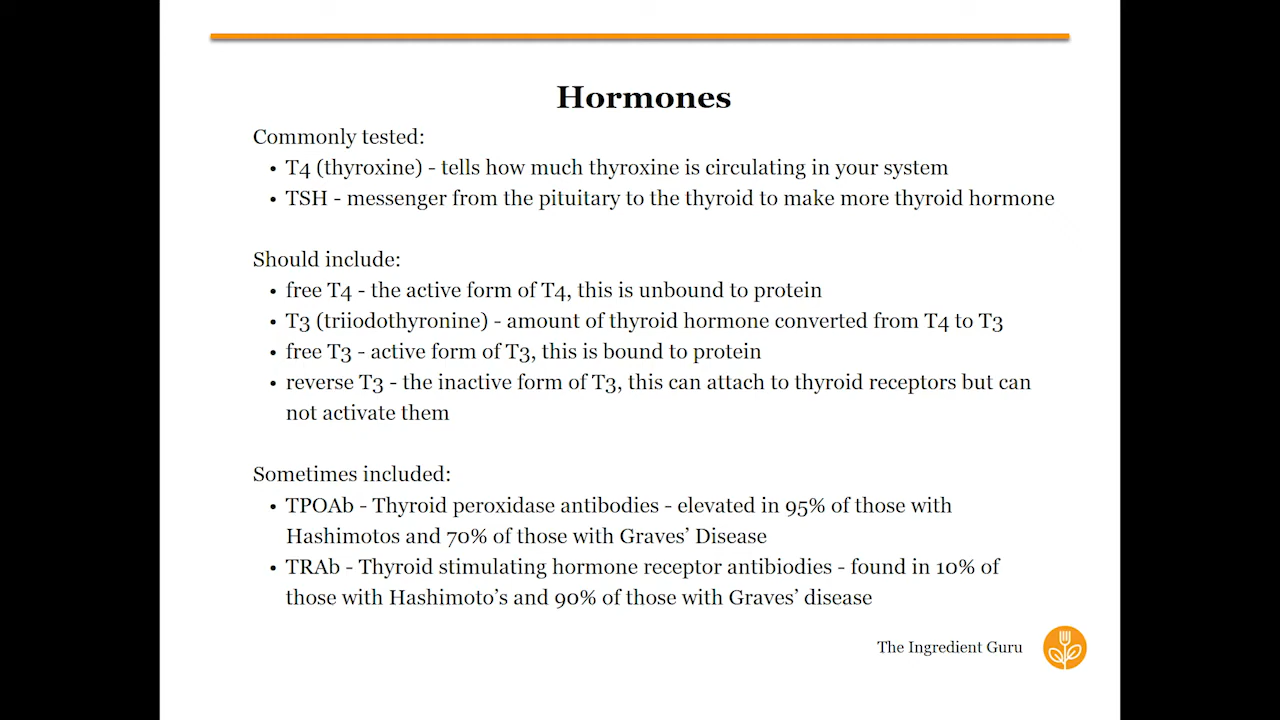 Hormones
Commonly tested:
• T4 (thyroxine) - tells how much thyroxine is circulating in your system
• TSH - messenger from the pituitary to the thyroid to make more thyroid hormone
Should include:
• free T4 - the active form of T4, this is unbound to protein
• T3 (triiodothyronine) - amount of thyroid hormone converted from T4 to T3
• free T3 - active form of T3, this is bound to protein
• reverse T3 - the inactive form of T3, this can attach to thyroid receptors but can
not activate them
Sometimes included:
• TPOAb - Thyroid peroxidase antibodies - elevated in 95% of those with
Hashimotos and 70% of those with Graves’ Disease
• TRAb - Thyroid stimulating hormone receptor antibiodies - found in 10% of
those with Hashimoto’s and 90% of those with Graves’ disease
The Ingredient Guru